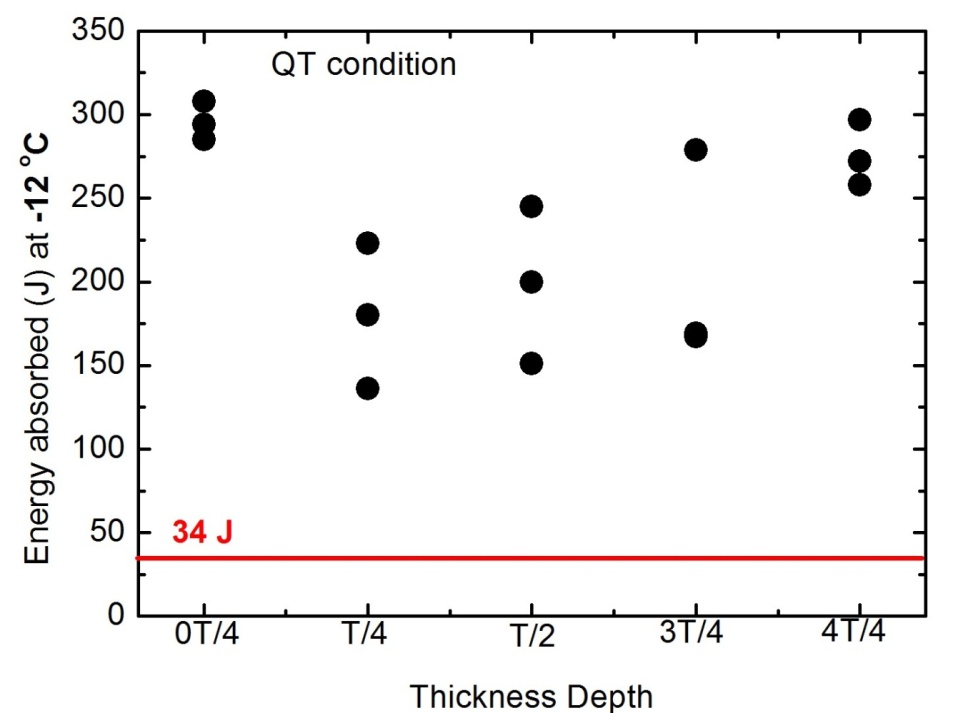 QT condition
Energy absorbed (J) at -12 °C
350
300
250
200
150
100
50
0
34 J
0T/4 T/4 T/2 3T/4 4T/4
Thickness Depth